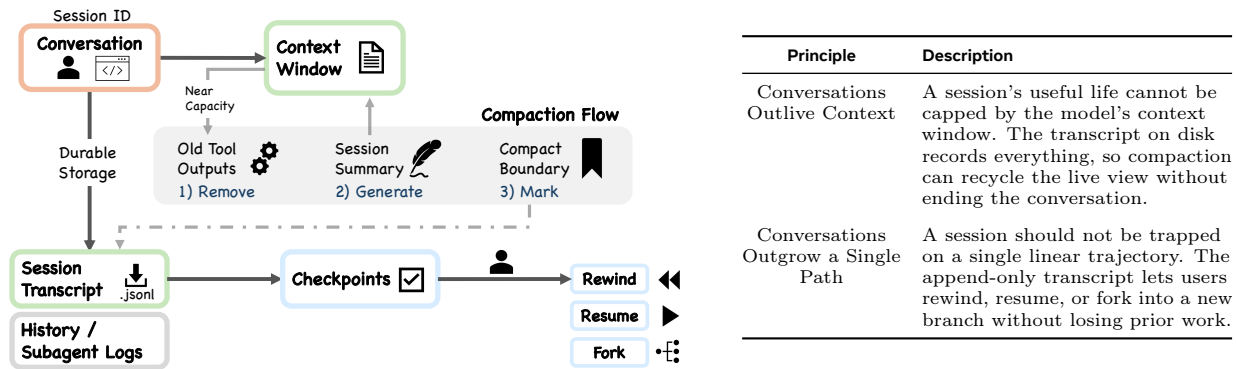 Session ID
Conversation
</>
Context
Window
Near
Capacity
Compaction Flow
Durable
Storage
Old Tool
Outputs
1) Remove
Session
Summary
2) Generate
Compact
Boundary
3) Mark
Session
Transcript
.jsonl
Checkpoints
Rewind
Resume
Fork
History /
Subagent Logs
Principle Description
Conversations
Outlive Context
A session's useful life cannot be
capped by the model's context
window. The transcript on disk
records everything, so compaction
can recycle the live view without
ending the conversation.
Conversations
Outgrow a Single
Path
A session should not be trapped
on a single linear trajectory. The
append-only transcript lets users
rewind, resume, or fork into a new
branch without losing prior work.